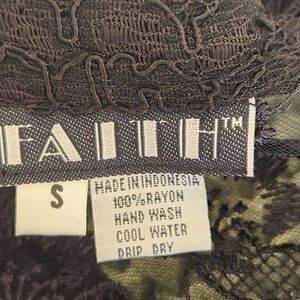 FAITH™
S
MADE IN INDONESIA
100% RAYON
HAND WASH
COOL WATER
DRIP DRY